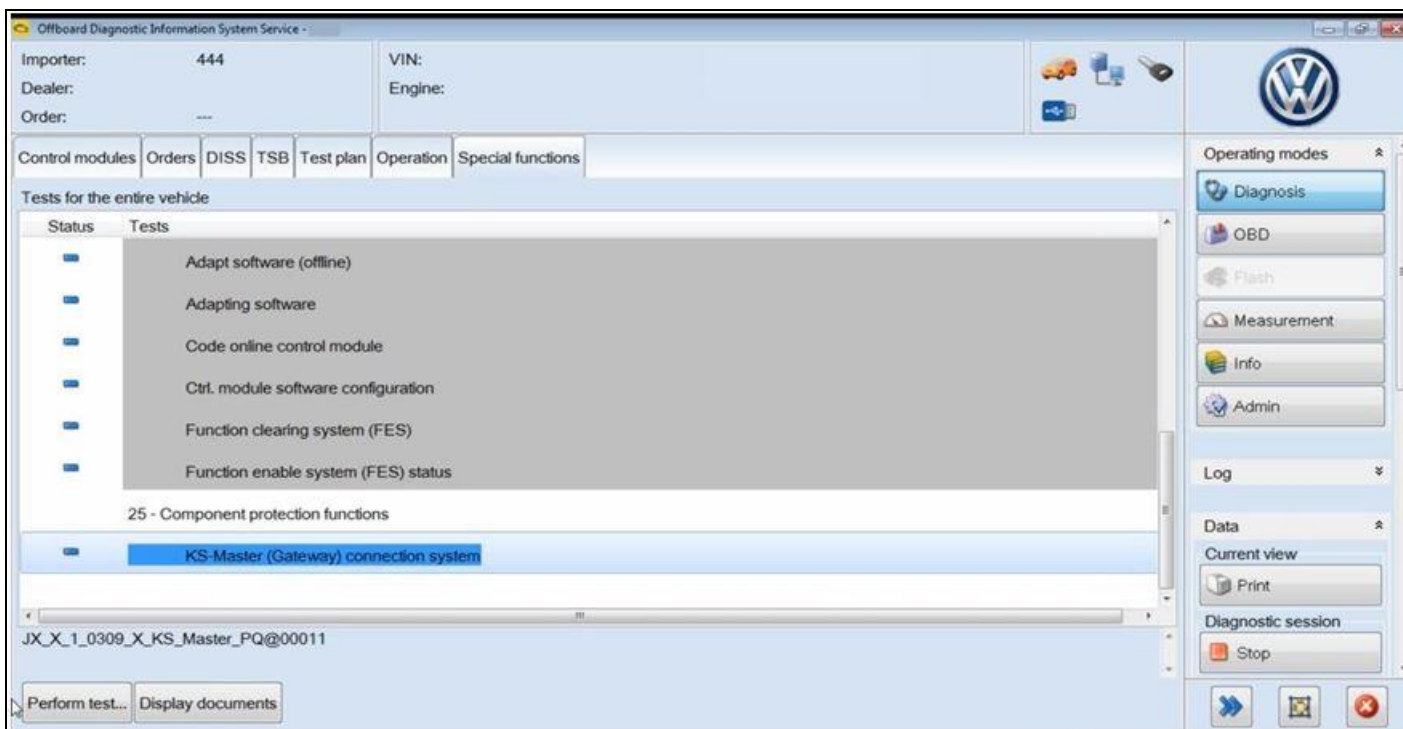 Offboard Diagnostic Information System Service -
Importer: 444
VIN:
Dealer:
Engine:
Order: ---
Control modules Orders DISS TSB Test plan Operation Special functions
Tests for the entire vehicle
Status Tests
Adapt software (offline)
Adapting software
Code online control module
Ctrl. module software configuration
Function clearing system (FES)
Function enable system (FES) status
25 - Component protection functions
KS-Master (Gateway) connection system
JX_X_1_0309_X_KS_Master_PQ@00011
Perform test... Display documents
Operating modes
Diagnosis
OBD
Flash
Measurement
Info
Admin
Log
Data
Current view
Print
Diagnostic session
Stop